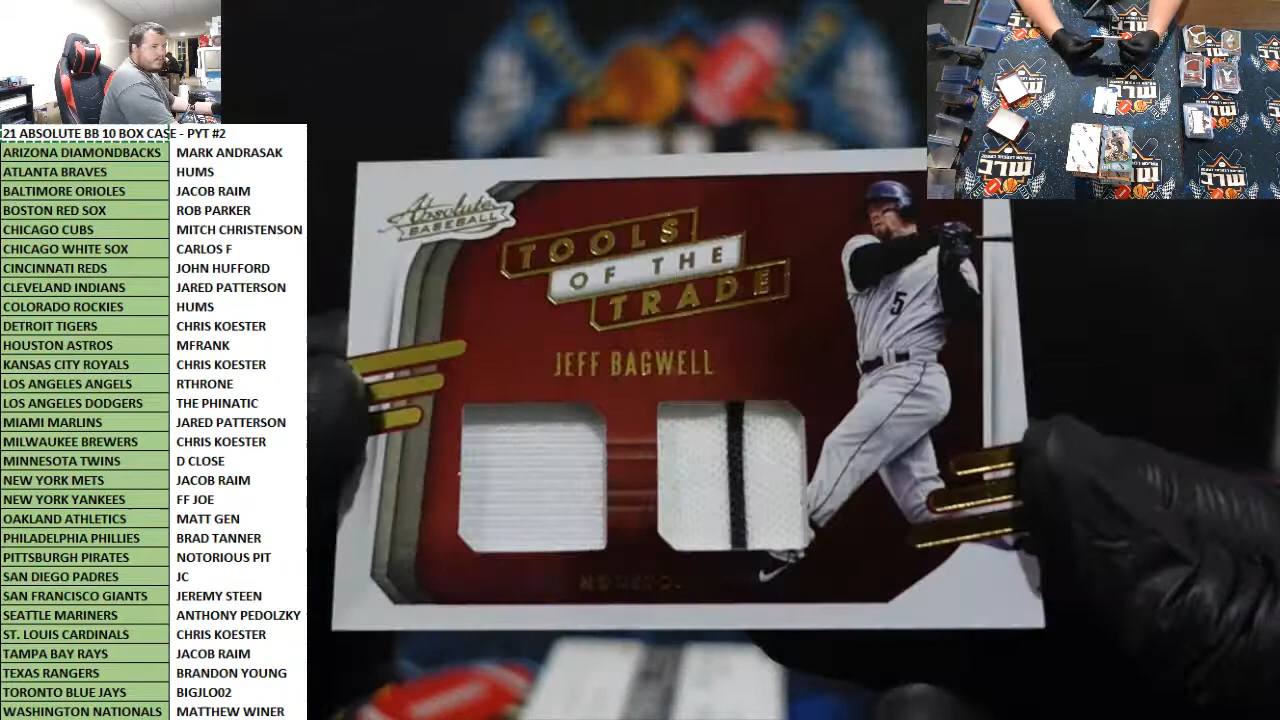 21 ABSOLUTE BB 10 BOX CASE - PYT #2
ARIZONA DIAMONDBACKS MARK ANDRASAK
ATLANTA BRAVES HUMS
BALTIMORE ORIOLES JACOB RAIM
BOSTON RED SOX ROB PARKER
CHICAGO CUBS MITCH CHRISTENSON
CHICAGO WHITE SOX CARLOS F
CINCINNATI REDS JOHN HUFFORD
CLEVELAND INDIANS JARED PATTERSON
COLORADO ROCKIES HUMS
DETROIT TIGERS CHRIS KOESTER
HOUSTON ASTROS MFRANK
KANSAS CITY ROYALS CHRIS KOESTER
LOS ANGELES ANGELS RTHRONE
LOS ANGELES DODGERS THE PHINATIC
MIAMI MARLINS JARED PATTERSON
MILWAUKEE BREWERS CHRIS KOESTER
MINNESOTA TWINS D CLOSE
NEW YORK METS JACOB RAIM
NEW YORK YANKEES FF JOE
OAKLAND ATHLETICS MATT GEN
PHILADELPHIA PHILLIES BRAD TANNER
PITTSBURGH PIRATES NOTORIOUS PIT
SAN DIEGO PADRES JC
SAN FRANCISCO GIANTS JEREMY STEEN
SEATTLE MARINERS ANTHONY PEDOLZKY
ST. LOUIS CARDINALS CHRIS KOESTER
TAMPA BAY RAYS JACOB RAIM
TEXAS RANGERS BRANDON YOUNG
TORONTO BLUE JAYS BIGJLO02
WASHINGTON NATIONALS MATTHEW WINER
Absolute
BASEBALL
TOOLS
OF THE
TRADE
JEFF BAGWELL
5